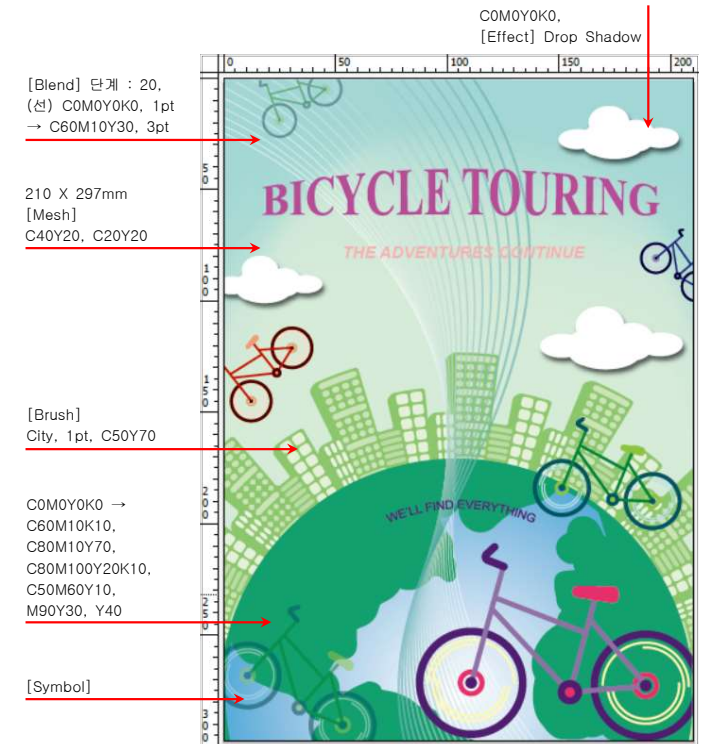 C0M0Y0K0,
[Effect] Drop Shadow
0 50 100 150 200
[Blend] 단계 : 20,
(선) C0M0Y0K0, 1pt
→ C60M10Y30, 3pt
50
BICYCLE TOURING
210 X 297mm
[Mesh]
C40Y20, C20Y20
THE ADVENTURES CONTINUE
100
150
[Brush]
City, 1pt, C50Y70
200
WE'LL FIND EVERYTHING
C0M0Y0K0 →
C60M10K10,
C80M10Y70,
C80M100Y20K10,
C50M60Y10,
M90Y30, Y40
250
[Symbol]
300